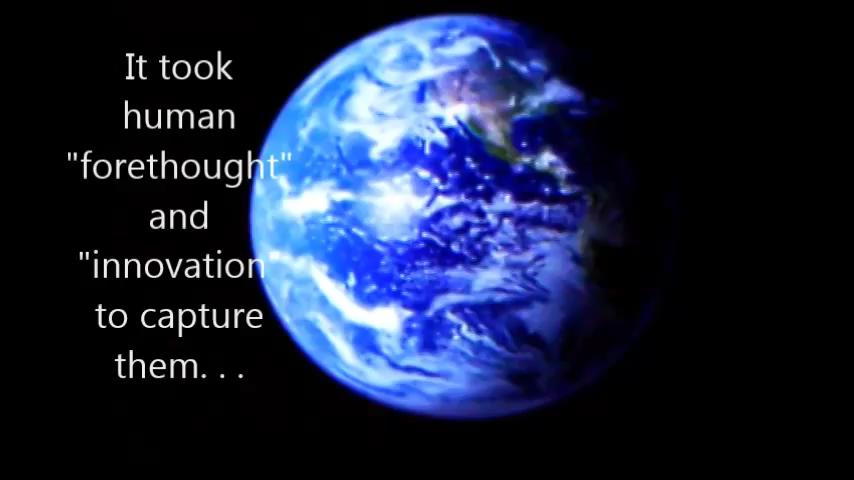 It took
human
"forethought"
and
"innovation"
to capture
them. . .